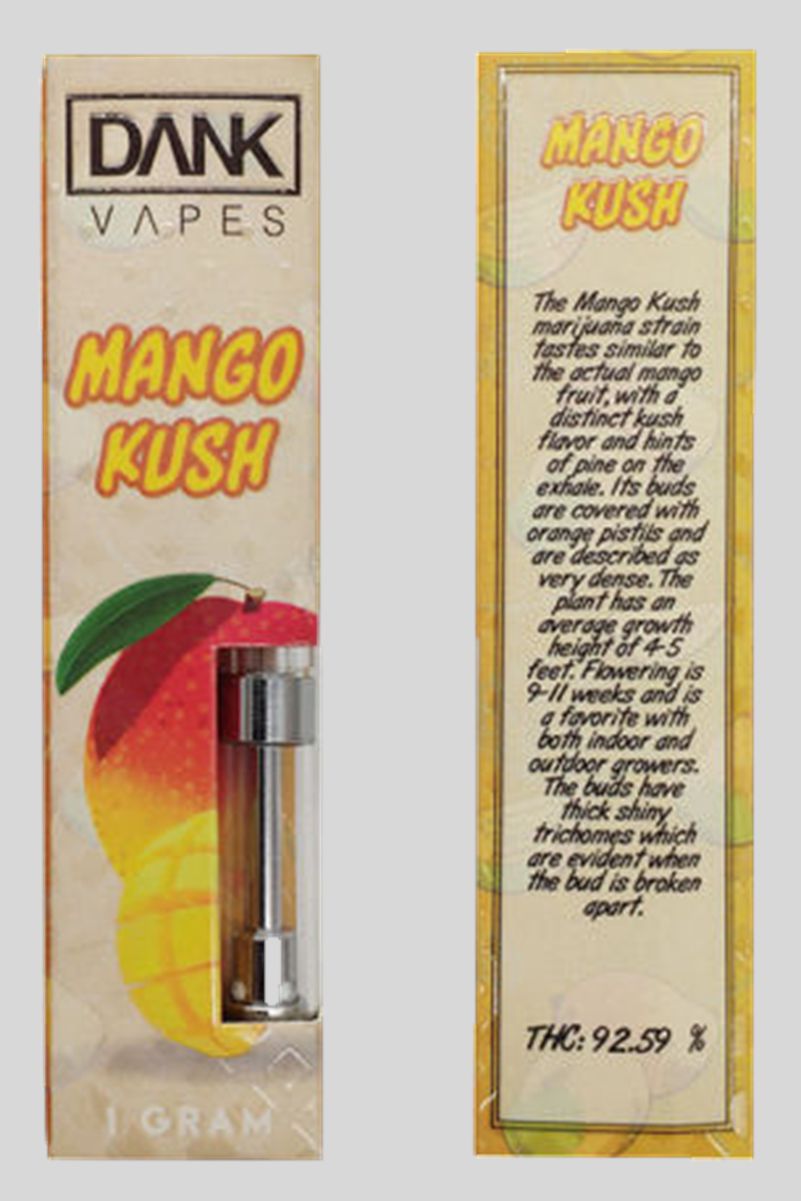 DANK
VAPES
MANGO
KUSH
1 GRAM
MANGO
KUSH
The Mango Kush
marijuana strain
tastes similar to
the actual mango
fruit, with a
distinct kush
flavor and hints
of pine on the
exhale. Its buds
are covered with
orange pistils and
are described as
very dense. The
plant has an
average growth
height of 4-5
feet. Flowering is
9-11 weeks and is
a favorite with
both indoor and
outdoor growers.
The buds have
thick shiny
trichomes which
are evident when
the bud is broken
apart.
THC: 92.59 %